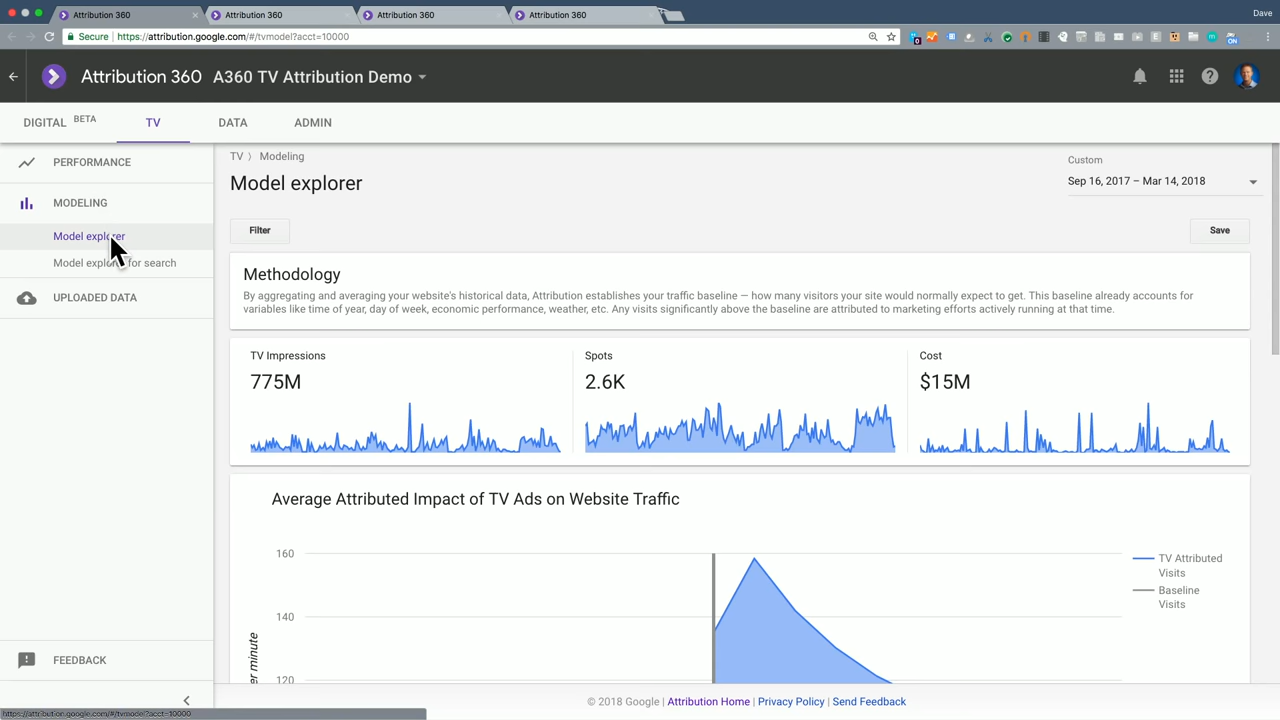 Attribution 360
Attribution 360
Attribution 360
Attribution 360
Dave
Secure
https://attribution.google.com/#/tvmodel?acct=10000
Attribution 360
A360 TV Attribution Demo
DIGITAL BETA
TV
DATA
ADMIN
PERFORMANCE
MODELING
Model explorer
Model explorer for search
UPLOADED DATA
FEEDBACK
TV 〉 Modeling
Model explorer
Custom
Sep 16, 2017 – Mar 14, 2018
Filter
Save
Methodology
By aggregating and averaging your website's historical data, Attribution establishes your traffic baseline — how many visitors your site would normally expect to get. This baseline already accounts for
variables like time of year, day of week, economic performance, weather, etc. Any visits significantly above the baseline are attributed to marketing efforts actively running at that time.
TV Impressions
775M
Spots
2.6K
Cost
$15M
Average Attributed Impact of TV Ads on Website Traffic
160
140
120
er minute
TV Attributed
Visits
Baseline
Visits
© 2018 Google | Attribution Home | Privacy Policy | Send Feedback
https://attribution.google.com/#/tvmodel?acct=10000